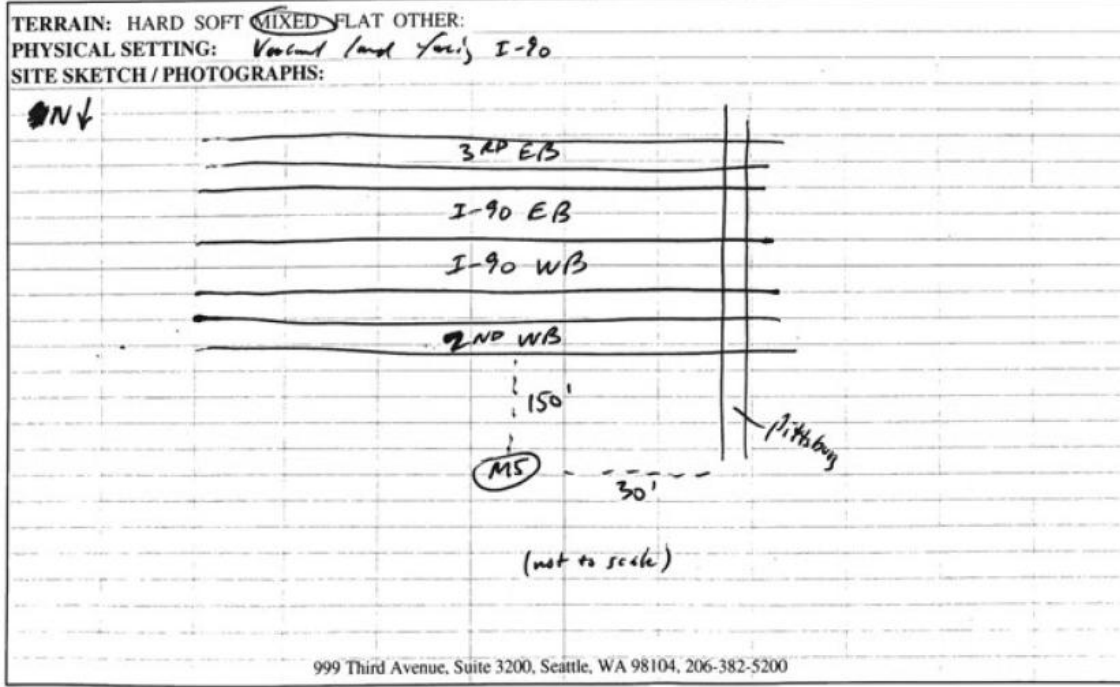 TERRAIN: HARD SOFT MIXED FLAT OTHER:
PHYSICAL SETTING: land I-90
SITE SKETCH / PHOTOGRAPHS:
N↓
3RD EB
I-90 EB
I-90 WB
2ND WB
150'
Pittsburg
M5
30'
(not to scale)
999 Third Avenue, Suite 3200, Seattle, WA 98104, 206-382-5200